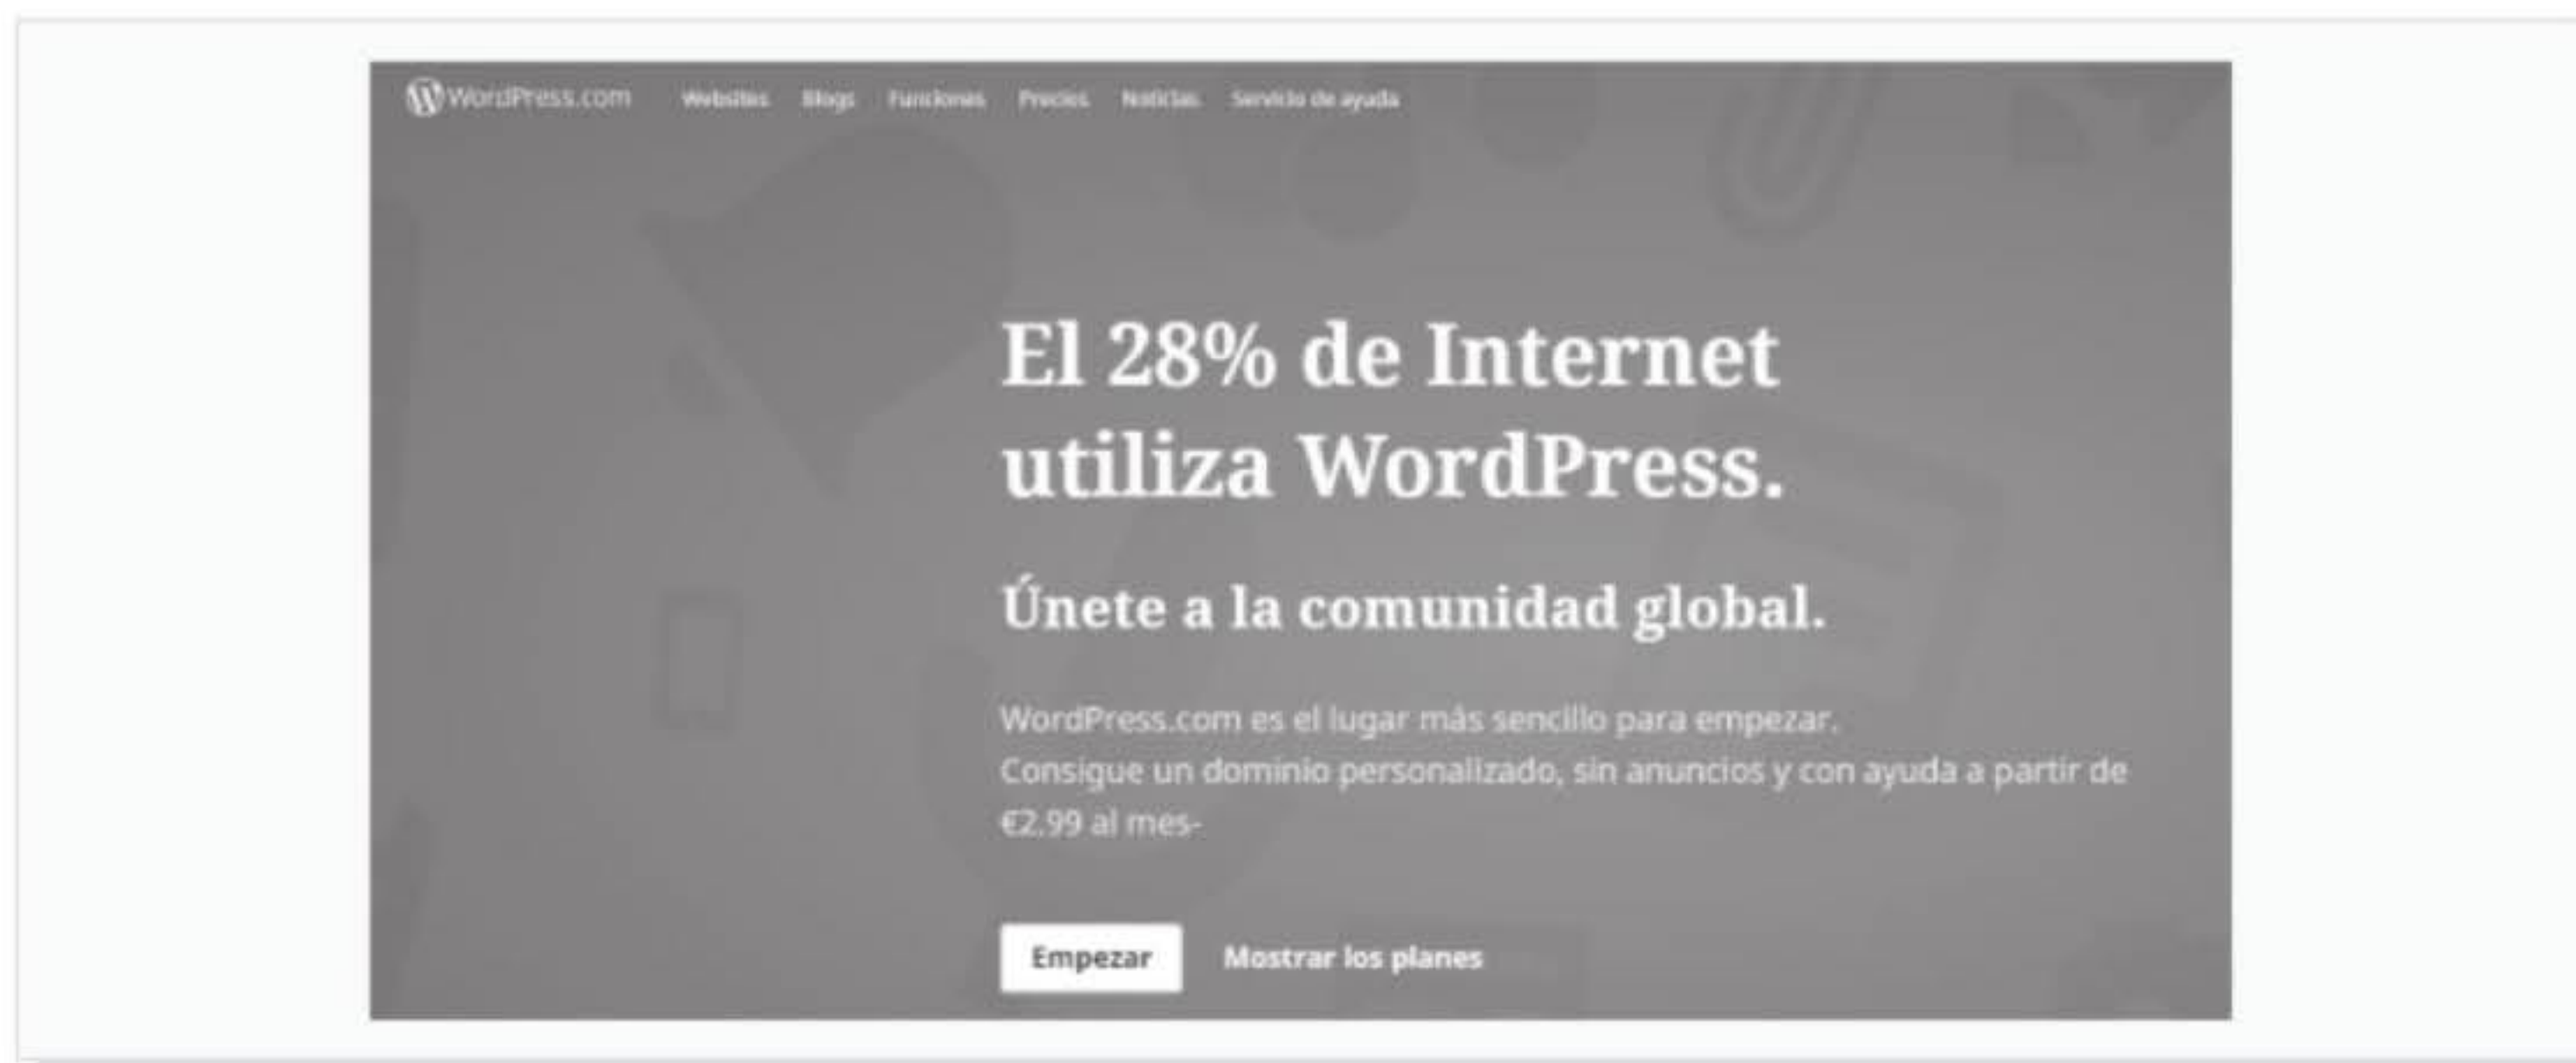 WordPress.com Websites Blogs Funciones Precios Noticias Servicio de ayuda
El 28% de Internet
utiliza WordPress.
Únete a la comunidad global.
WordPress.com es el lugar más sencillo para empezar.
Consigue un dominio personalizado, sin anuncios y con ayuda a partir de
€2.99 al mes-
Empezar Mostrar los planes